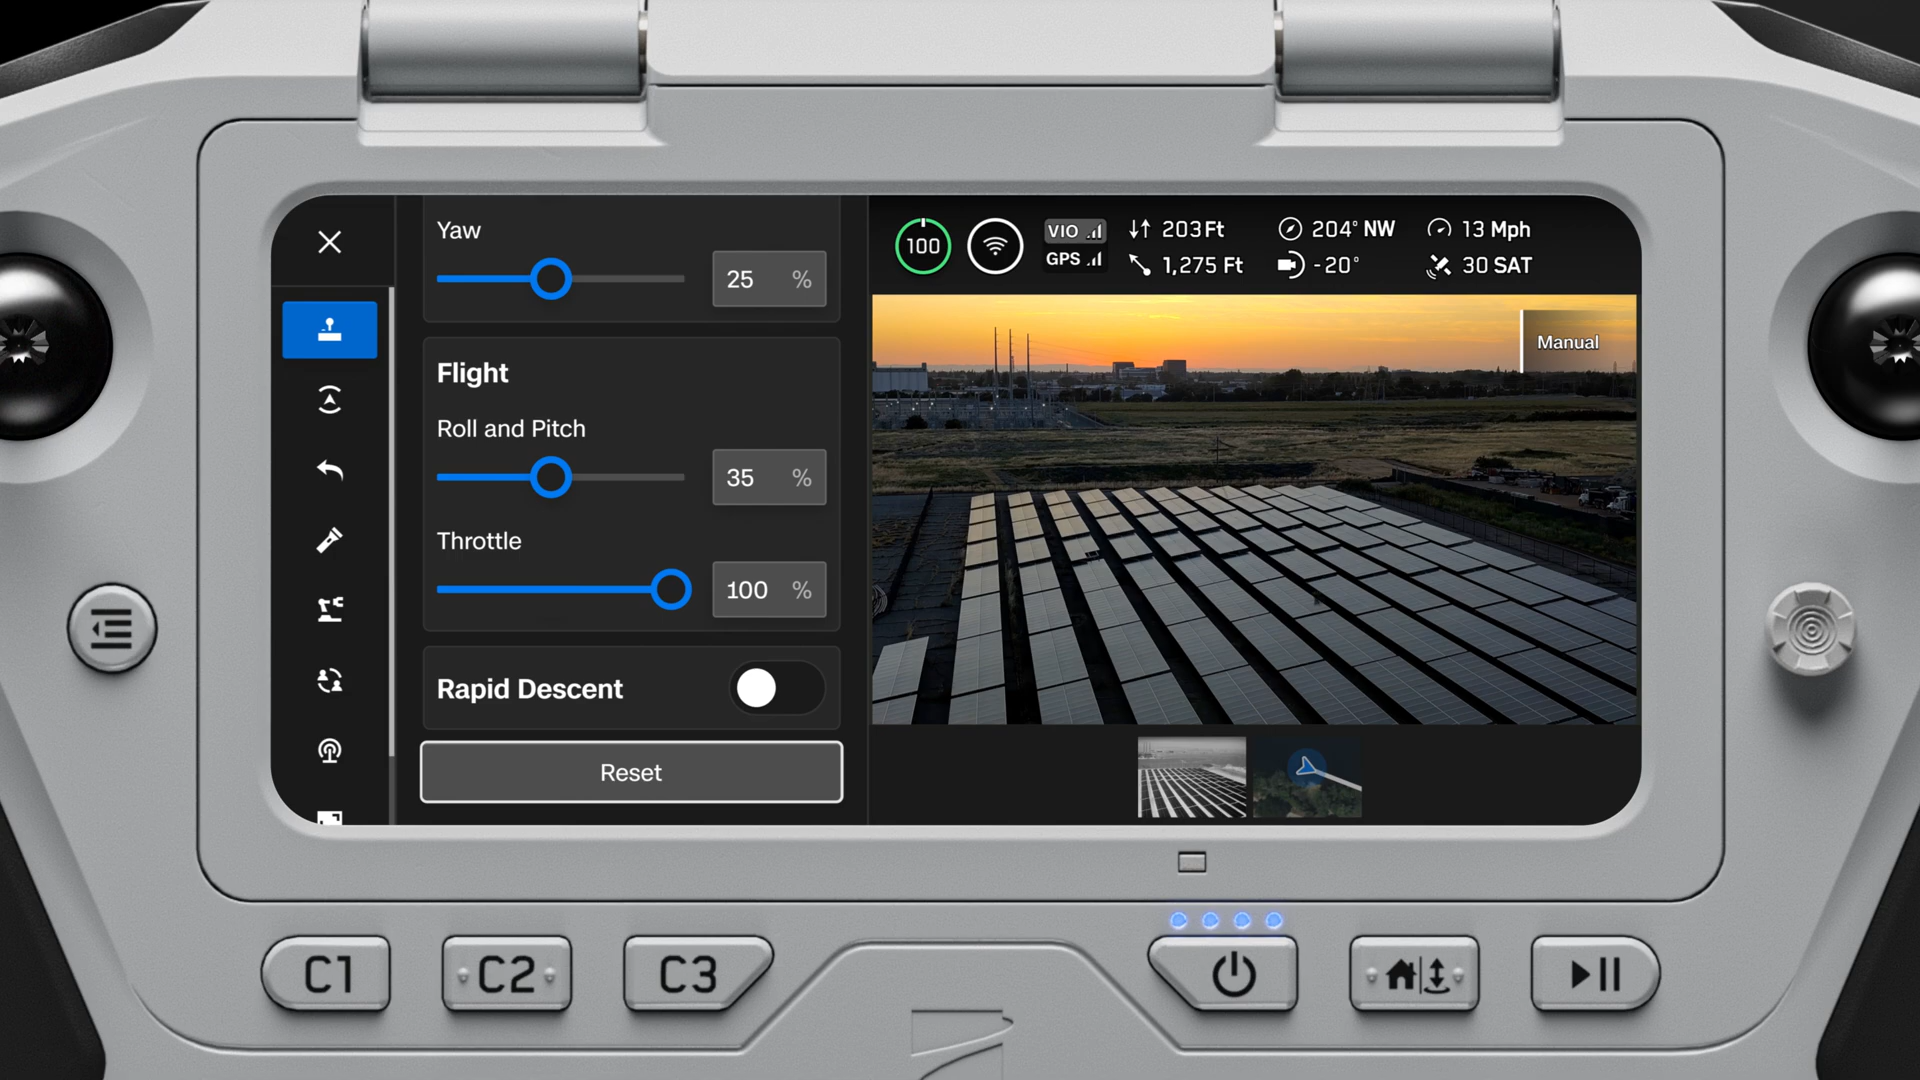 Yaw
25 %
Flight
Roll and Pitch
35 %
Throttle
100 %
Rapid Descent
Reset
100
VIO
GPS
203 Ft
1,275 Ft
204° NW
-20°
13 Mph
30 SAT
Manual
C1
C2
C3